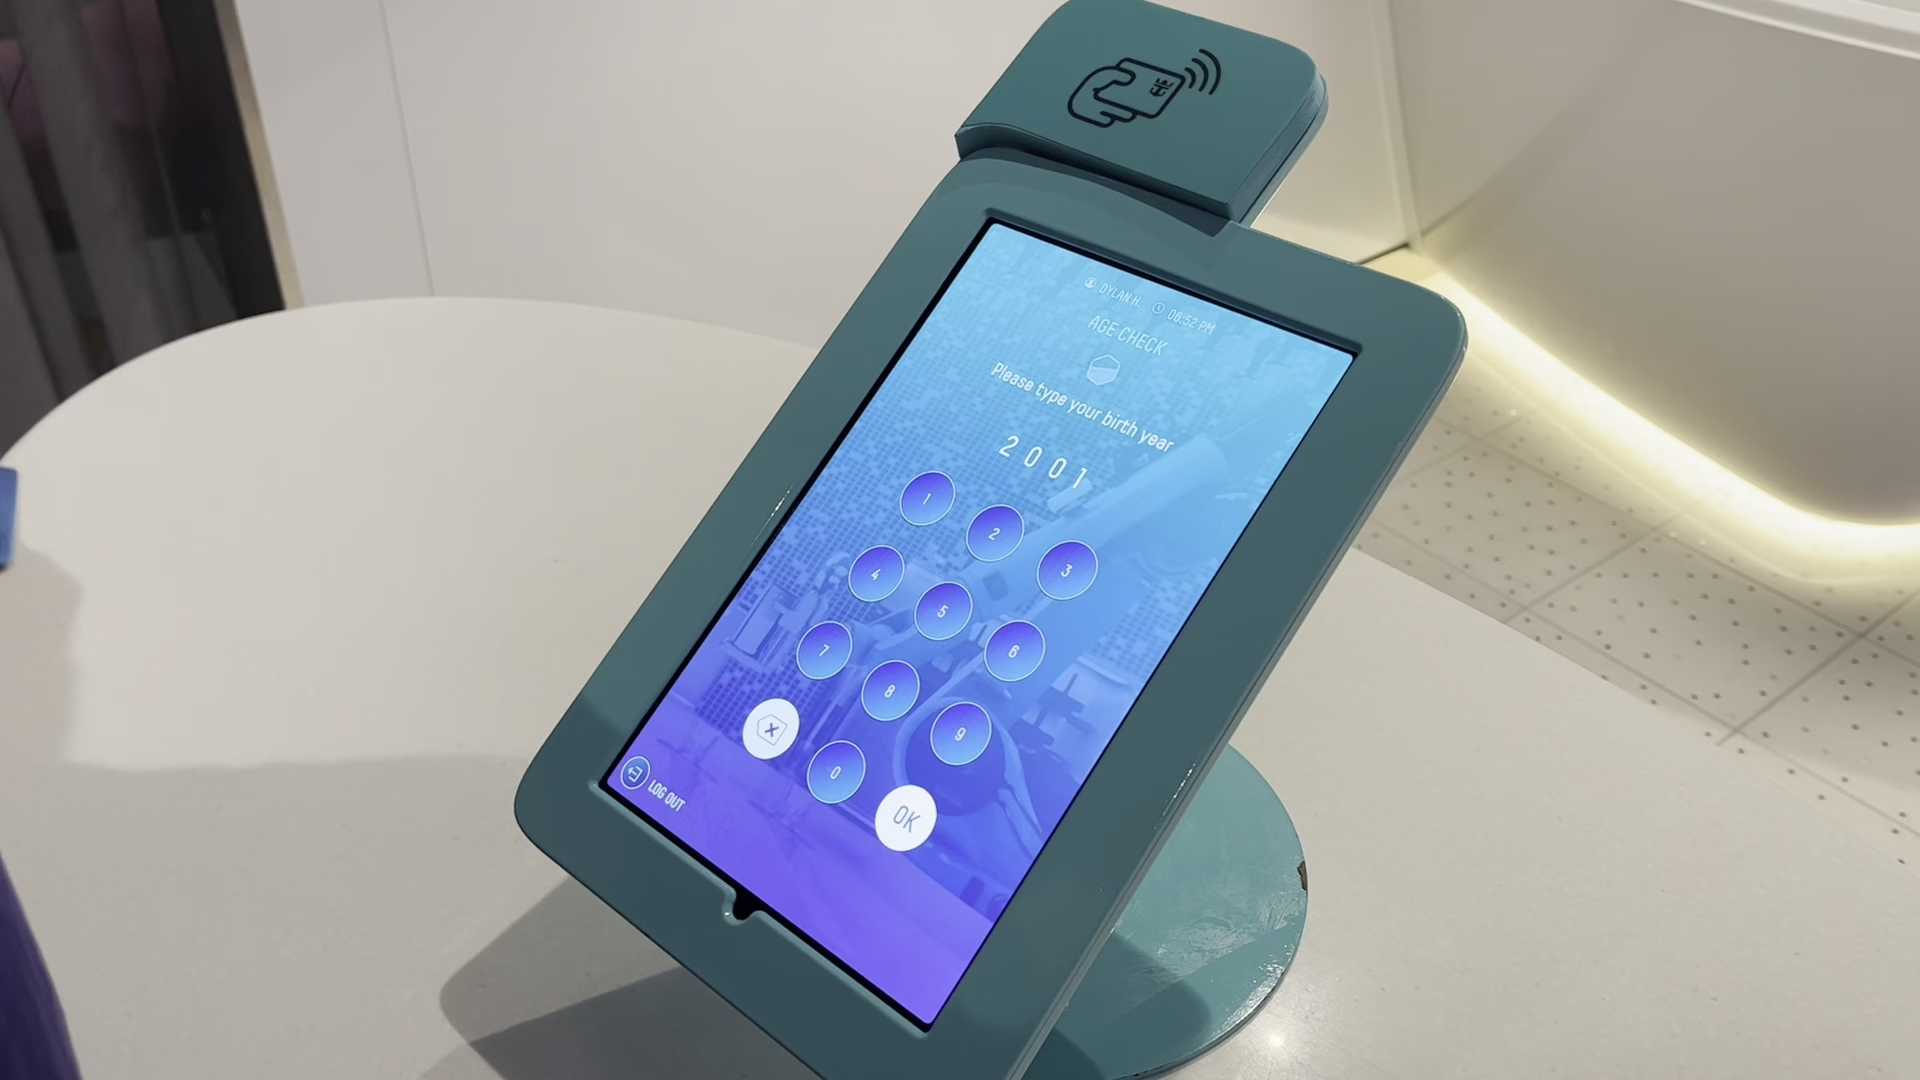 DYLAN H. 06:52 PM
AGE CHECK
Please type your birth year
2001
1 2 3
4 5 6
7 8 9
0 OK
LOG OUT